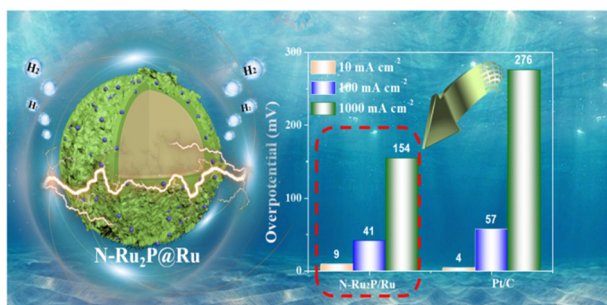 H₂
H₂
H₂
H₂
N-Ru₂P@Ru
Overpotential (mV)
300
200
100
0
10 mA cm⁻²
100 mA cm⁻²
1000 mA cm⁻²
9
41
154
4
57
276
N-Ru₂P/Ru
Pt/C